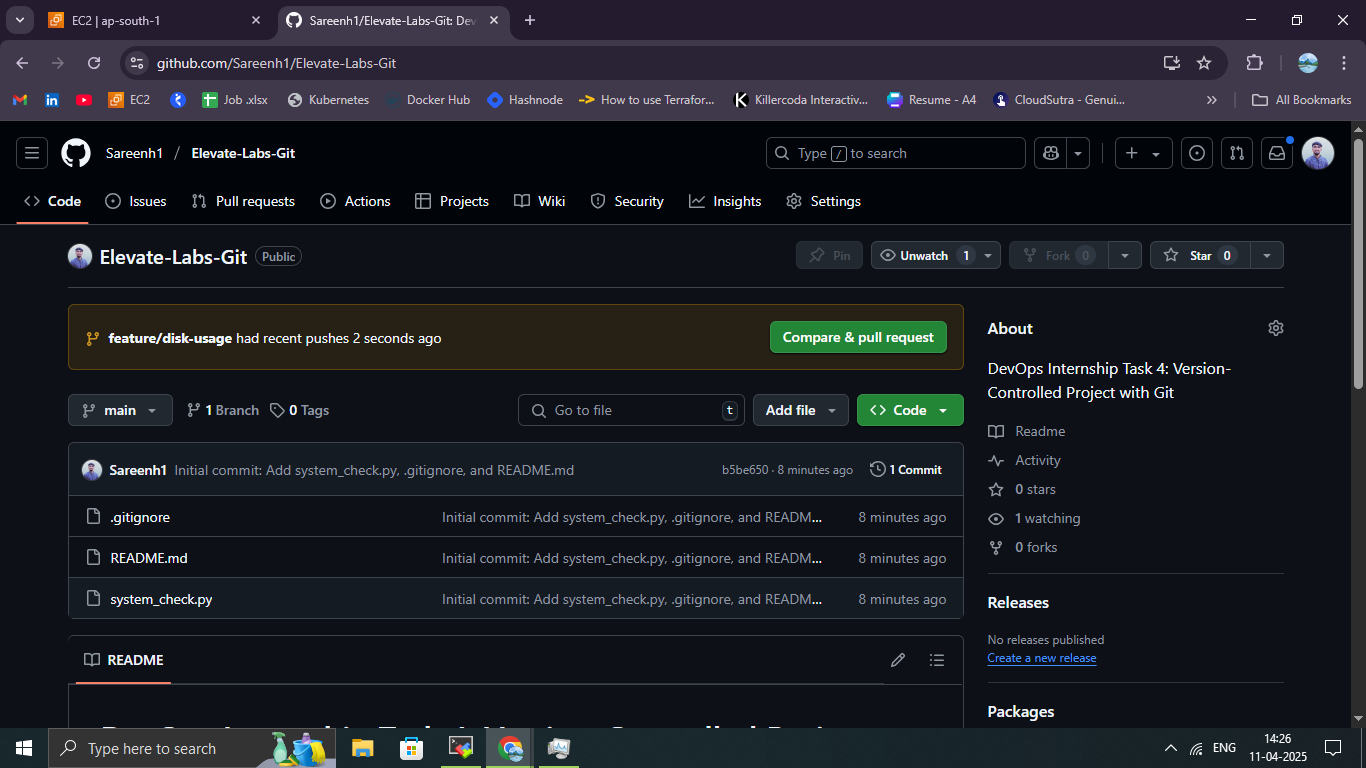 EC2 | ap-south-1
Sareenh1/Elevate-Labs-Git: Dev
github.com/Sareenh1/Elevate-Labs-Git
EC2 Job .xlsx Kubernetes Docker Hub Hashnode How to use Terrafor... Killercoda Interactiv... Resume - A4 CloudSutra - Genui... » All Bookmarks
Sareenh1 / Elevate-Labs-Git Type / to search
Code Issues Pull requests Actions Projects Wiki Security Insights Settings
Elevate-Labs-Git Public Pin Unwatch 1 Fork 0 Star 0
feature/disk-usage had recent pushes 2 seconds ago Compare & pull request
main 1 Branch 0 Tags Go to file t Add file Code
Sareenh1 Initial commit: Add system_check.py, .gitignore, and README.md b5be650 · 8 minutes ago 1 Commit
.gitignore Initial commit: Add system_check.py, .gitignore, and READM... 8 minutes ago
README.md Initial commit: Add system_check.py, .gitignore, and READM... 8 minutes ago
system_check.py Initial commit: Add system_check.py, .gitignore, and READM... 8 minutes ago
README
About
DevOps Internship Task 4: Version-
Controlled Project with Git
Readme
Activity
0 stars
1 watching
0 forks
Releases
No releases published
Create a new release
Packages
Type here to search
ENG
14:26
11-04-2025